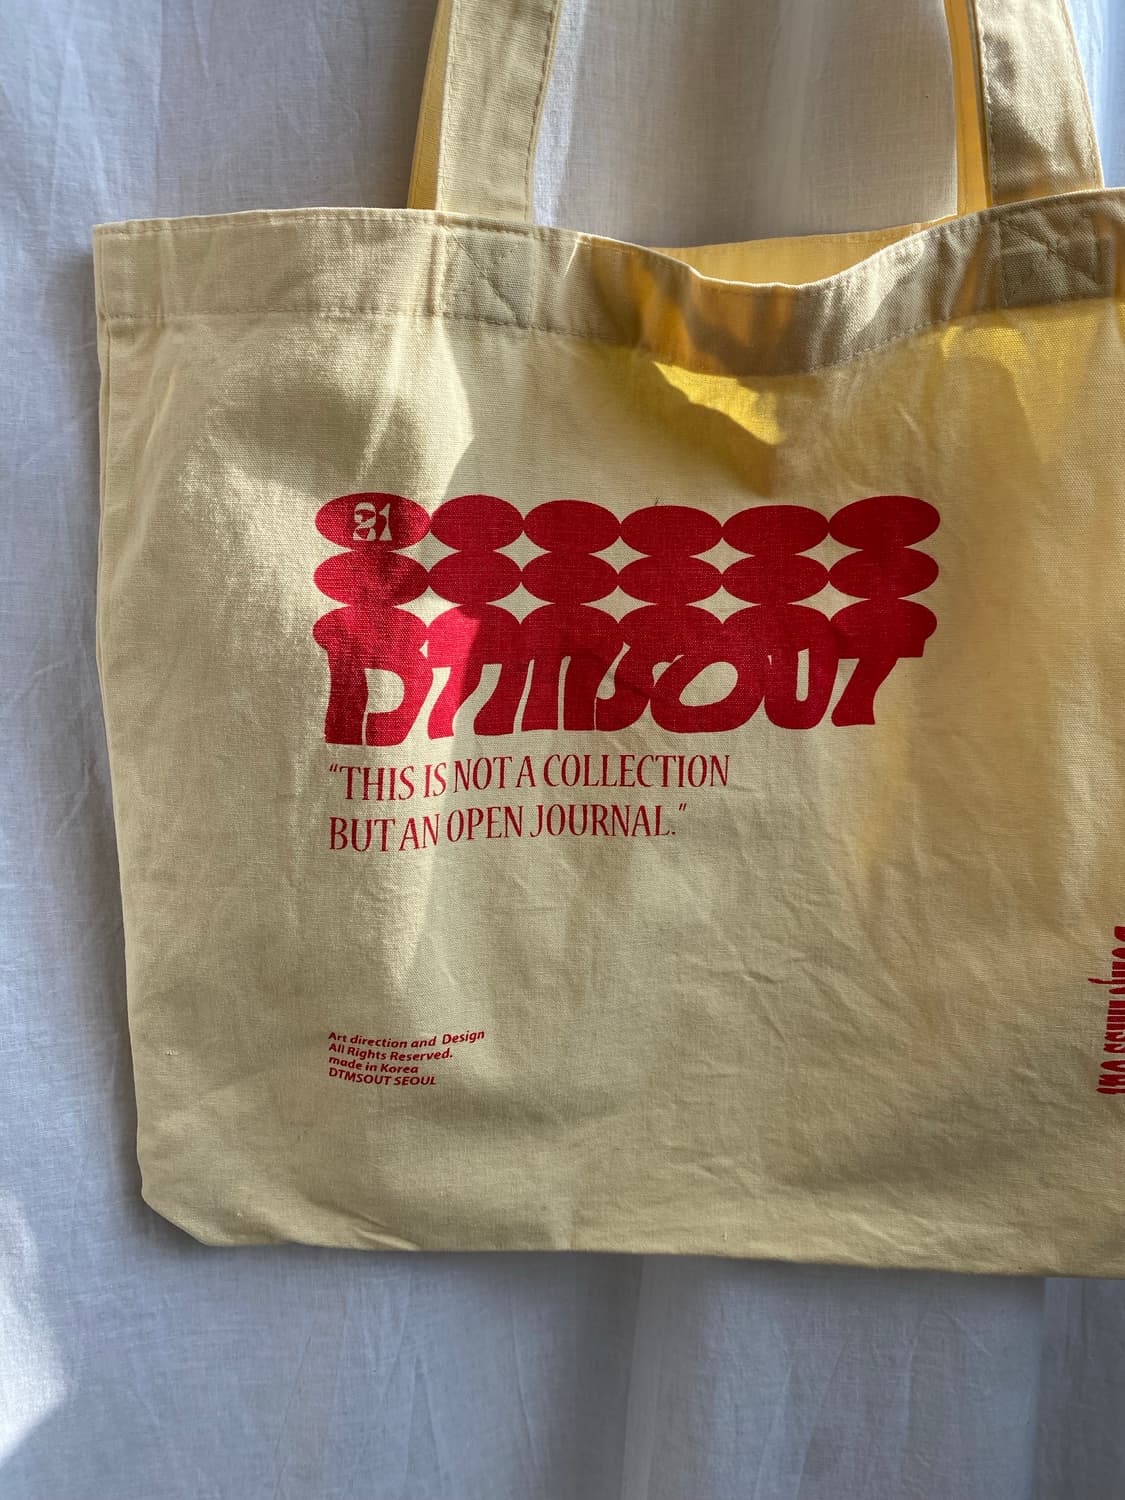 21
DTMSOUT
“THIS IS NOT A COLLECTION
BUT AN OPEN JOURNAL.”
Art direction and Design
All Rights Reserved.
made in Korea
DTMSOUT SEOUL